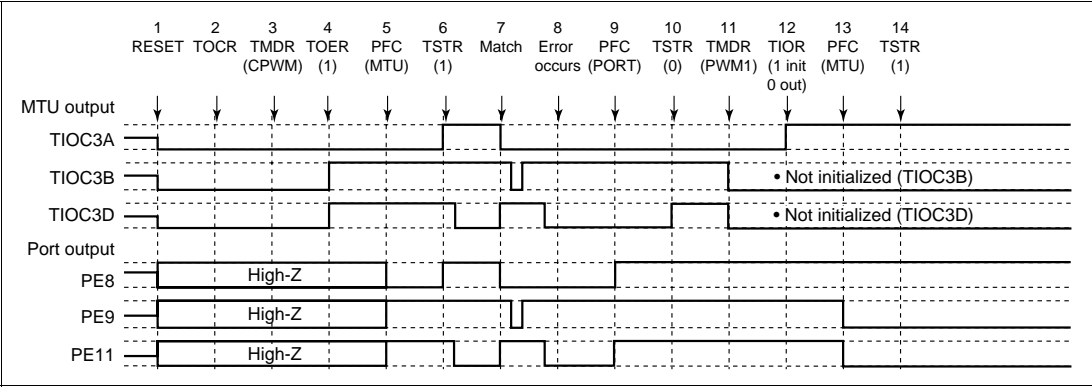 1 2 3 4 5 6 7 8 9 10 11 12 13 14
RESET TOCR TMDR TOER PFC TSTR Match Error PFC TSTR TMDR TIOR PFC TSTR
(CPWM) (1) (MTU) (1) occurs (PORT) (0) (PWM1) (1 init (MTU) (1)
0 out)
MTU output
TIOC3A
TIOC3B • Not initialized (TIOC3B)
TIOC3D • Not initialized (TIOC3D)
Port output
PE8 High-Z
PE9 High-Z
PE11 High-Z